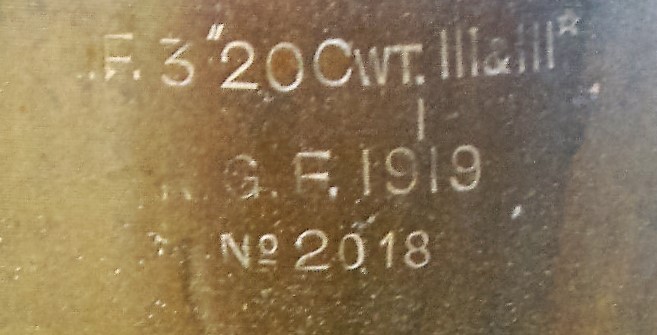 F. 3" 20 CWT. III & III*
I
G. F. 1919
No 2018